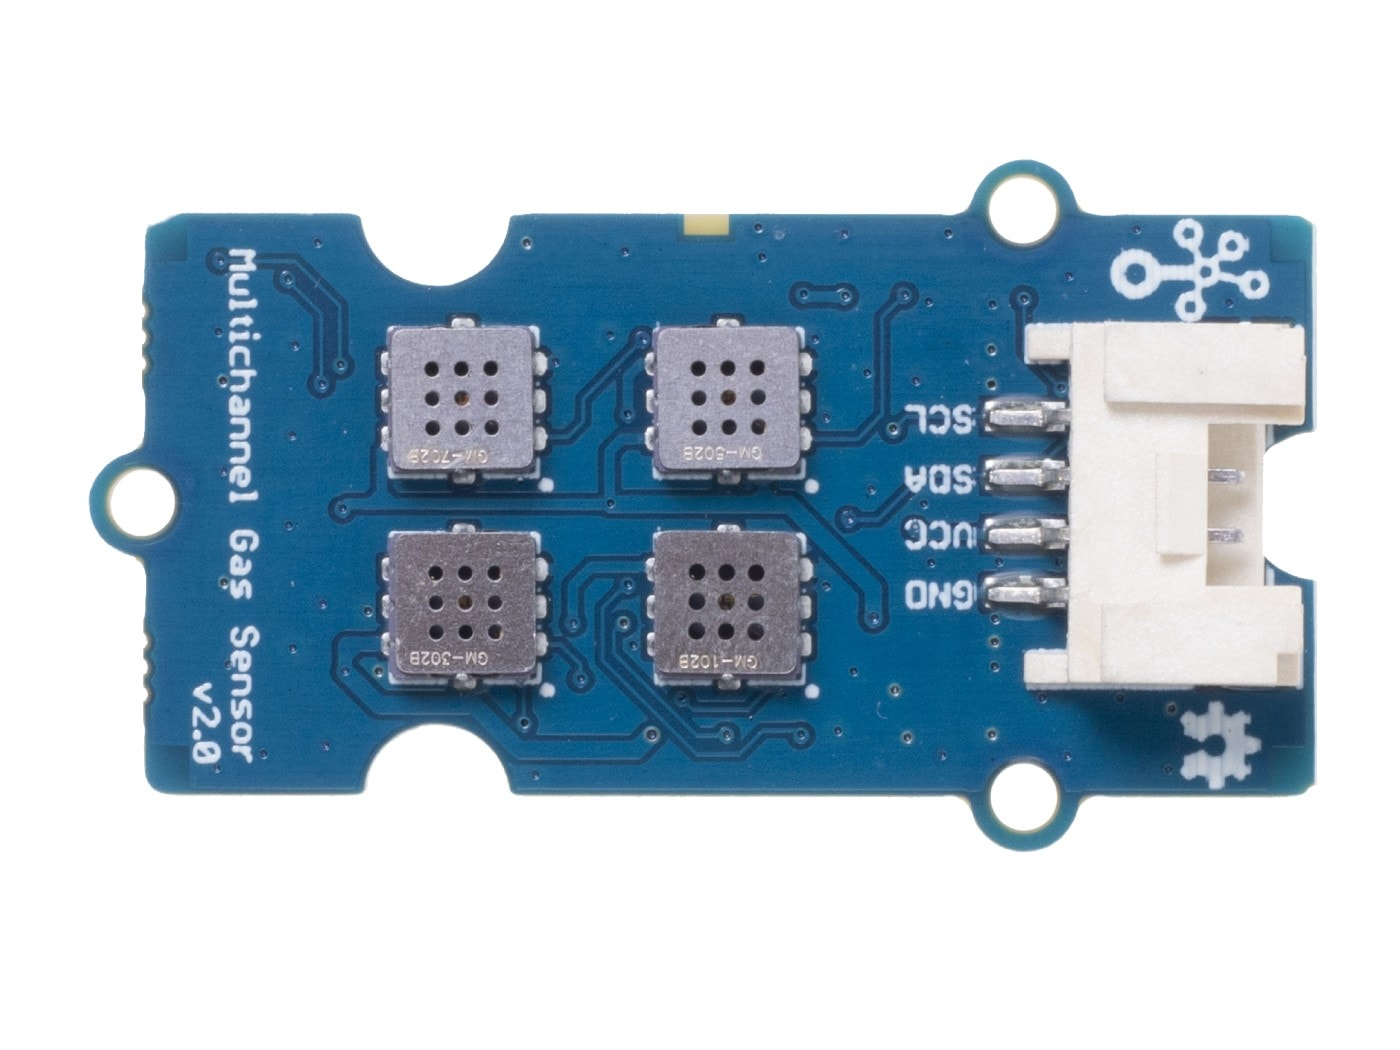 Multichannel Gas Sensor
v2.0
GM-702B
GM-502B
GM-302B
GM-102B
SCL
SDA
VCC
GND